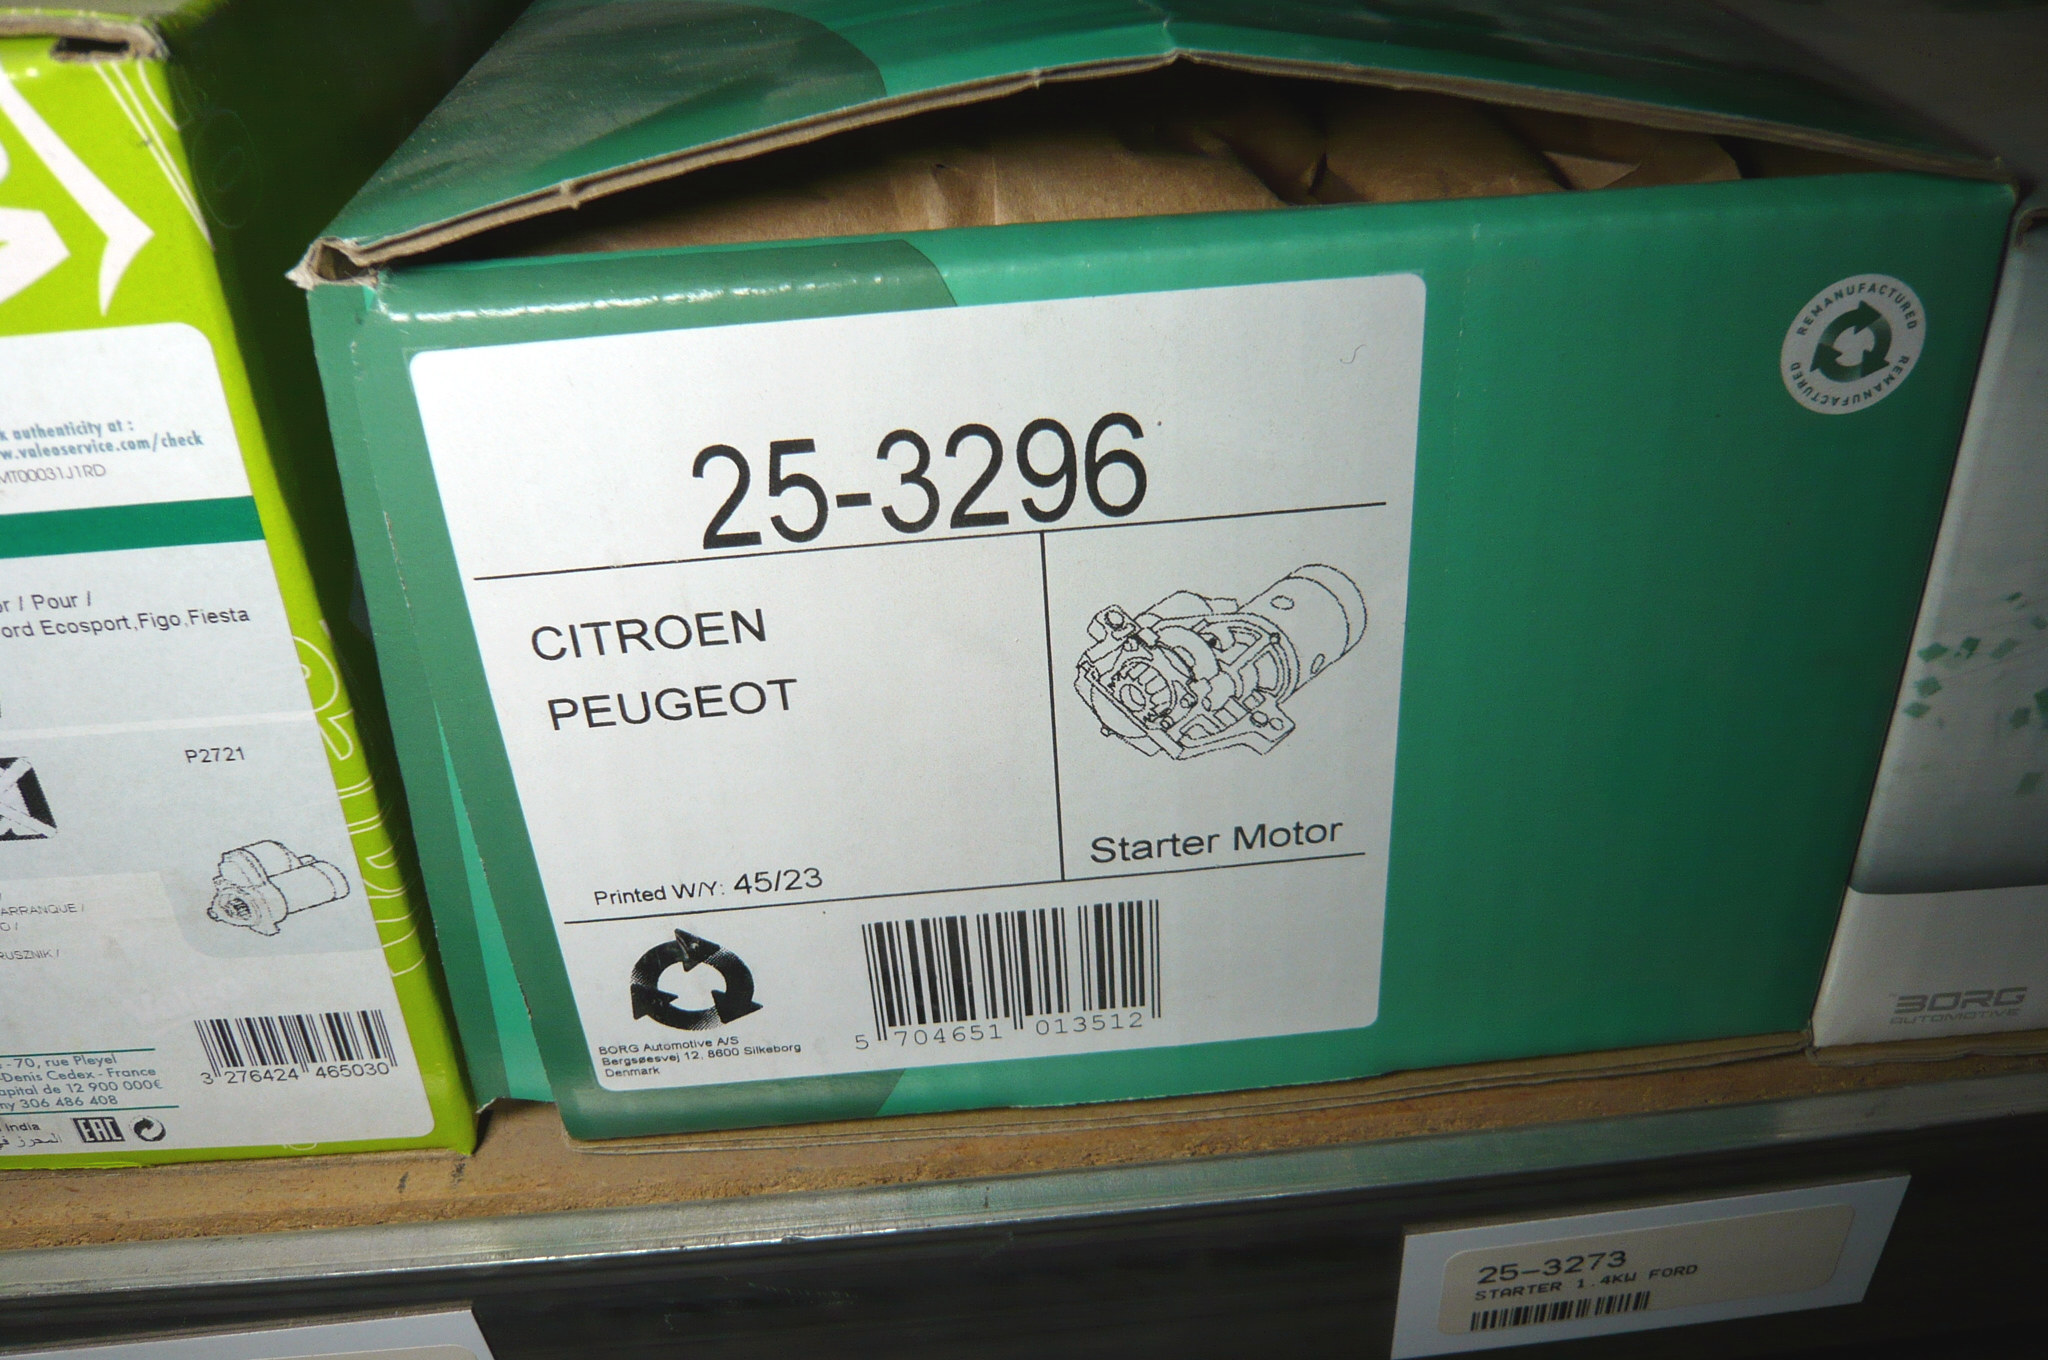 k authenticity at :
w.valeoservice.com/check
MT00031J1RD
/ Pour /
ord Ecosport,Figo,Fiesta
P2721
ARRANQUE /
RUSZNIK /
3 276424 465030
- 70, rue Pleyel
-Denis Cedex - France
apital de 12 900 000€
ny 306 486 408
India
EAC
25-3296
CITROEN
PEUGEOT
Starter Motor
Printed W/Y: 45/23
BORG Automotive A/S
Bergsøesvej 12, 8600 Silkeborg
Denmark
5 704651 013512
REMANUFACTURED
REMANUFACTURED
BORG
AUTOMOTIVE
25-3273
STARTER 1.4KW FORD